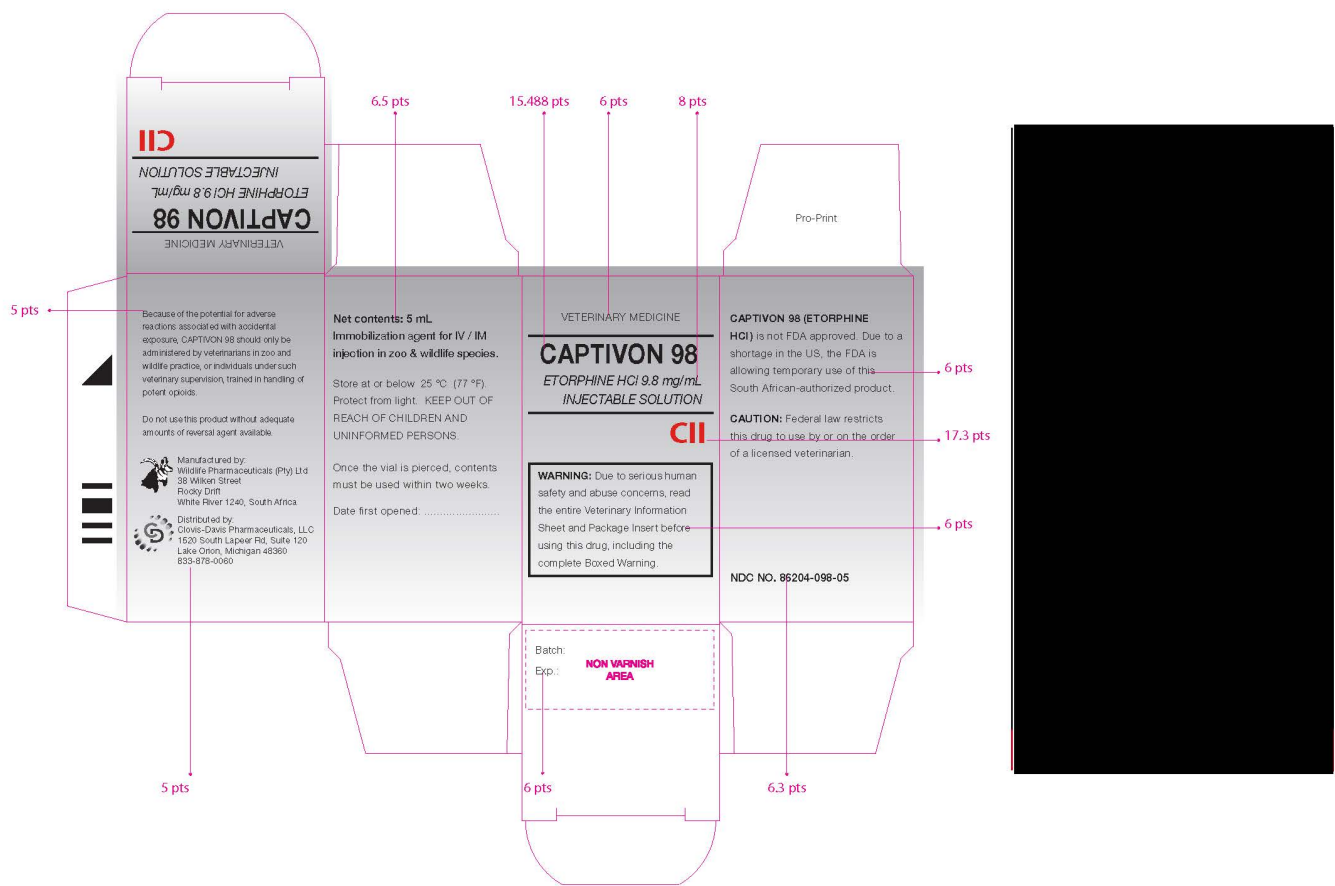 6.5 pts
15.488 pts
6 pts
8 pts
CII
INJECTABLE SOLUTION
ETORPHINE HCl 9.8 mg/mL
CAPTIVON 98
VETERINARY MEDICINE
Pro-Print
5 pts
Because of the potential for adverse
reactions associated with accidental
exposure, CAPTIVON 98 should only be
administered by veterinarians in zoo and
wildlife practice, or individuals under such
veterinary supervision, trained in handling of
potent opioids.
Do not use this product without adequate
amounts of reversal agent available.
Manufactured by:
Wildlife Pharmaceuticals (Pty) Ltd
38 Wilken Street
Rocky Drift
White River 1240, South Africa
Distributed by:
Clovis-Davis Pharmaceuticals, LLC
1520 South Lapeer Rd, Suite 120
Lake Orion, Michigan 48360
833-878-0060
5 pts
Net contents: 5 mL
Immobilization agent for IV / IM
injection in zoo & wildlife species.
Store at or below 25 °C (77 °F).
Protect from light. KEEP OUT OF
REACH OF CHILDREN AND
UNINFORMED PERSONS.
Once the vial is pierced, contents
must be used within two weeks.
Date first opened: ........................
VETERINARY MEDICINE
CAPTIVON 98
ETORPHINE HCl 9.8 mg/mL
INJECTABLE SOLUTION
CII
WARNING: Due to serious human
safety and abuse concerns, read
the entire Veterinary Information
Sheet and Package Insert before
using this drug, including the
complete Boxed Warning.
Batch:
Exp.:
NON VARNISH
AREA
6 pts
CAPTIVON 98 (ETORPHINE
HCl) is not FDA approved. Due to a
shortage in the US, the FDA is
allowing temporary use of this
South African-authorized product.
CAUTION: Federal law restricts
this drug to use by or on the order
of a licensed veterinarian.
NDC NO. 86204-098-05
6 pts
17.3 pts
6 pts
6.3 pts